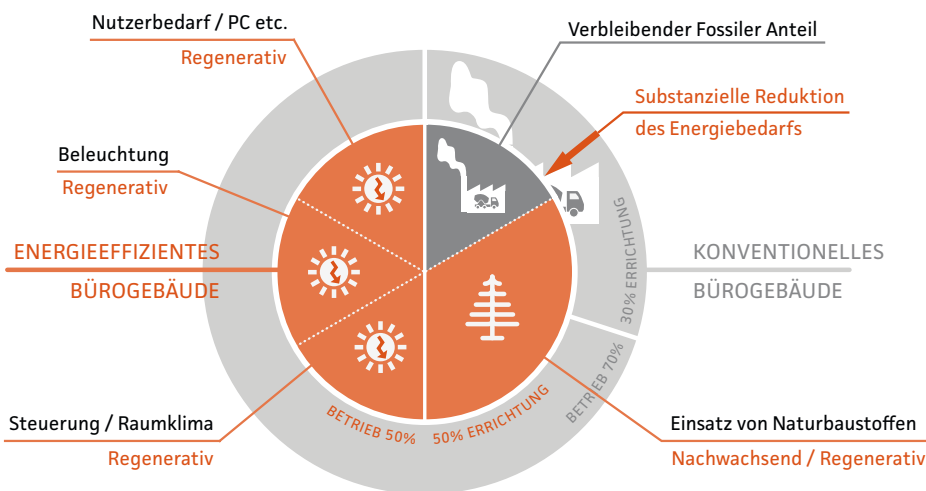 Nutzerbedarf / PC etc.
Regenerativ
Verbleibender Fossiler Anteil
Substanzielle Reduktion
des Energiebedarfs
Beleuchtung
Regenerativ
ENERGIEEFFIZIENTES
BÜROGEBÄUDE
KONVENTIONELLES
BÜROGEBÄUDE
30% ERRICHTUNG
BETRIEB 70%
BETRIEB 50%
50% ERRICHTUNG
Steuerung / Raumklima
Regenerativ
Einsatz von Naturbaustoffen
Nachwachsend / Regenerativ